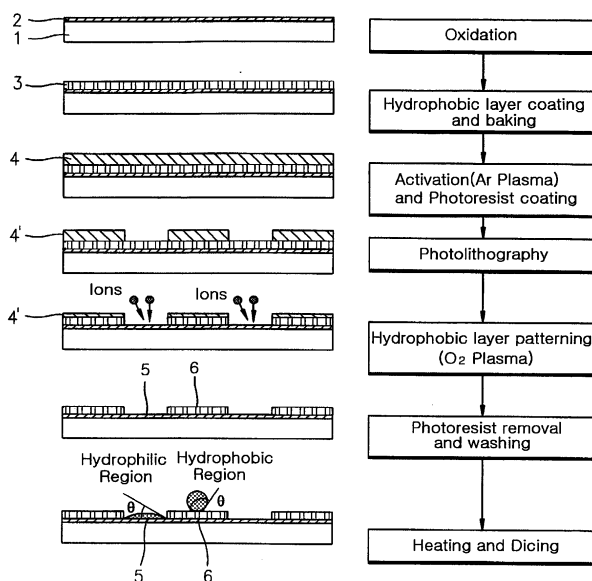 2
1
Oxidation
3
Hydrophobic layer coating
and baking
4
Activation(Ar Plasma)
and Photoresist coating
4'
Photolithography
Ions
Ions
4'
Hydrophobic layer patterning
(O₂ Plasma)
5
6
Photoresist removal
and washing
Hydrophilic
Region
Hydrophobic
Region
θ
θ
5
6
Heating and Dicing